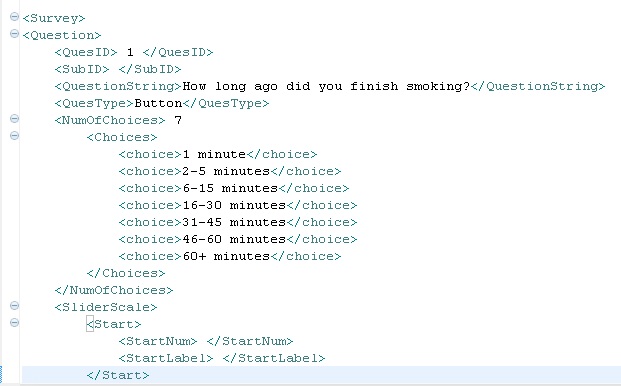 <Survey>
<Question>
<QuesID> 1 </QuesID>
<SubID> </SubID>
<QuestionString>How long ago did you finish smoking?</QuestionString>
<QuesType>Button</QuesType>
<NumOfChoices> 7
<Choices>
<choice>1 minute</choice>
<choice>2-5 minutes</choice>
<choice>6-15 minutes</choice>
<choice>16-30 minutes</choice>
<choice>31-45 minutes</choice>
<choice>46-60 minutes</choice>
<choice>60+ minutes</choice>
</Choices>
</NumOfChoices>
<SliderScale>
<Start>
<StartNum> </StartNum>
<StartLabel> </StartLabel>
</Start>